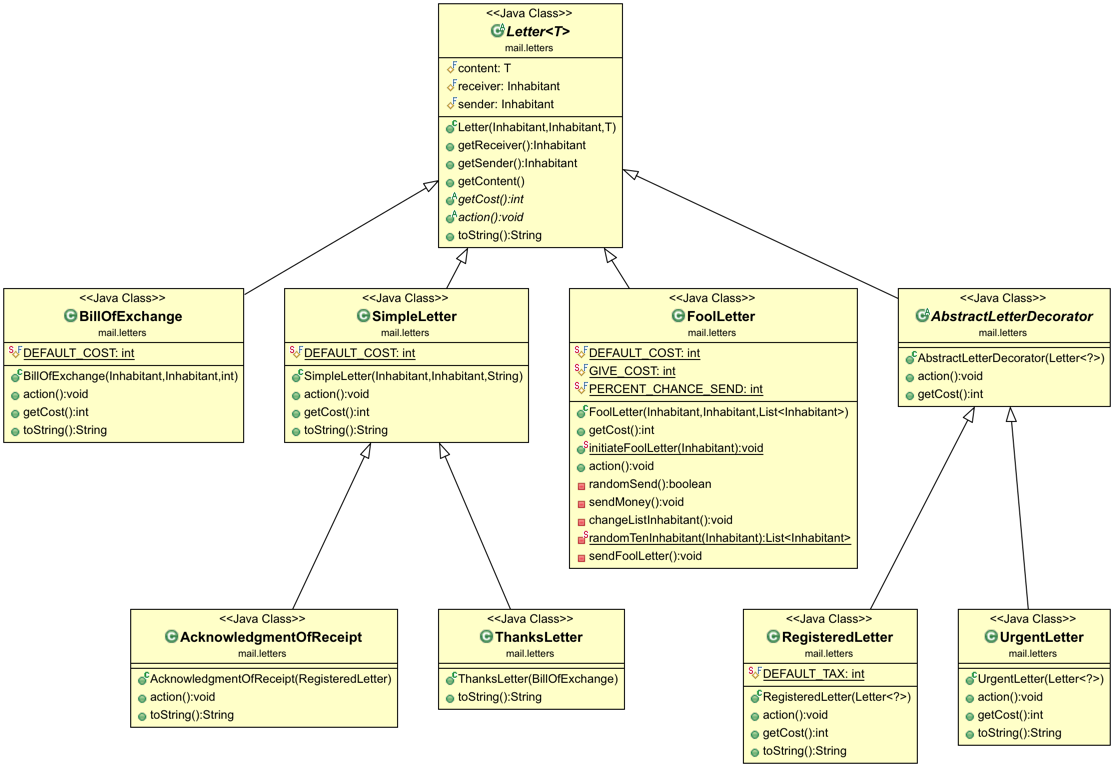 <<Java Class>>
Letter<T>
mail.letters
content: T
receiver: Inhabitant
sender: Inhabitant
Letter(Inhabitant,Inhabitant,T)
getReceiver():Inhabitant
getSender():Inhabitant
getContent()
getCost():int
action():void
toString():String
<<Java Class>>
BillOfExchange
mail.letters
DEFAULT_COST: int
BillOfExchange(Inhabitant,Inhabitant,int)
action():void
getCost():int
toString():String
<<Java Class>>
SimpleLetter
mail.letters
DEFAULT_COST: int
SimpleLetter(Inhabitant,Inhabitant,String)
action():void
getCost():int
toString():String
<<Java Class>>
FoolLetter
mail.letters
DEFAULT_COST: int
GIVE_COST: int
PERCENT_CHANCE_SEND: int
FoolLetter(Inhabitant,Inhabitant,List<Inhabitant>)
getCost():int
initiateFoolLetter(Inhabitant):void
action():void
randomSend():boolean
sendMoney():void
changeListInhabitant():void
randomTenInhabitant(Inhabitant):List<Inhabitant>
sendFoolLetter():void
<<Java Class>>
AbstractLetterDecorator
mail.letters
AbstractLetterDecorator(Letter<?>)
action():void
getCost():int
<<Java Class>>
AcknowledgmentOfReceipt
mail.letters
AcknowledgmentOfReceipt(RegisteredLetter)
action():void
toString():String
<<Java Class>>
ThanksLetter
mail.letters
ThanksLetter(BillOfExchange)
toString():String
<<Java Class>>
RegisteredLetter
mail.letters
DEFAULT_TAX: int
RegisteredLetter(Letter<?>)
action():void
getCost():int
toString():String
<<Java Class>>
UrgentLetter
mail.letters
UrgentLetter(Letter<?>)
action():void
getCost():int
toString():String